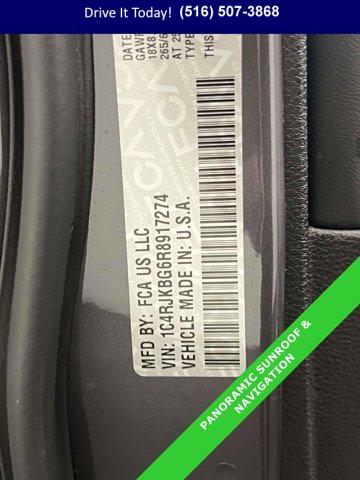 Drive It Today! (516) 507-3868
MFD BY: FCA US LLC
VIN: 1C4RJKBG6R8917274
VEHICLE MADE IN: U.S.A.
PANORAMIC SUNROOF &
NAVIGATION